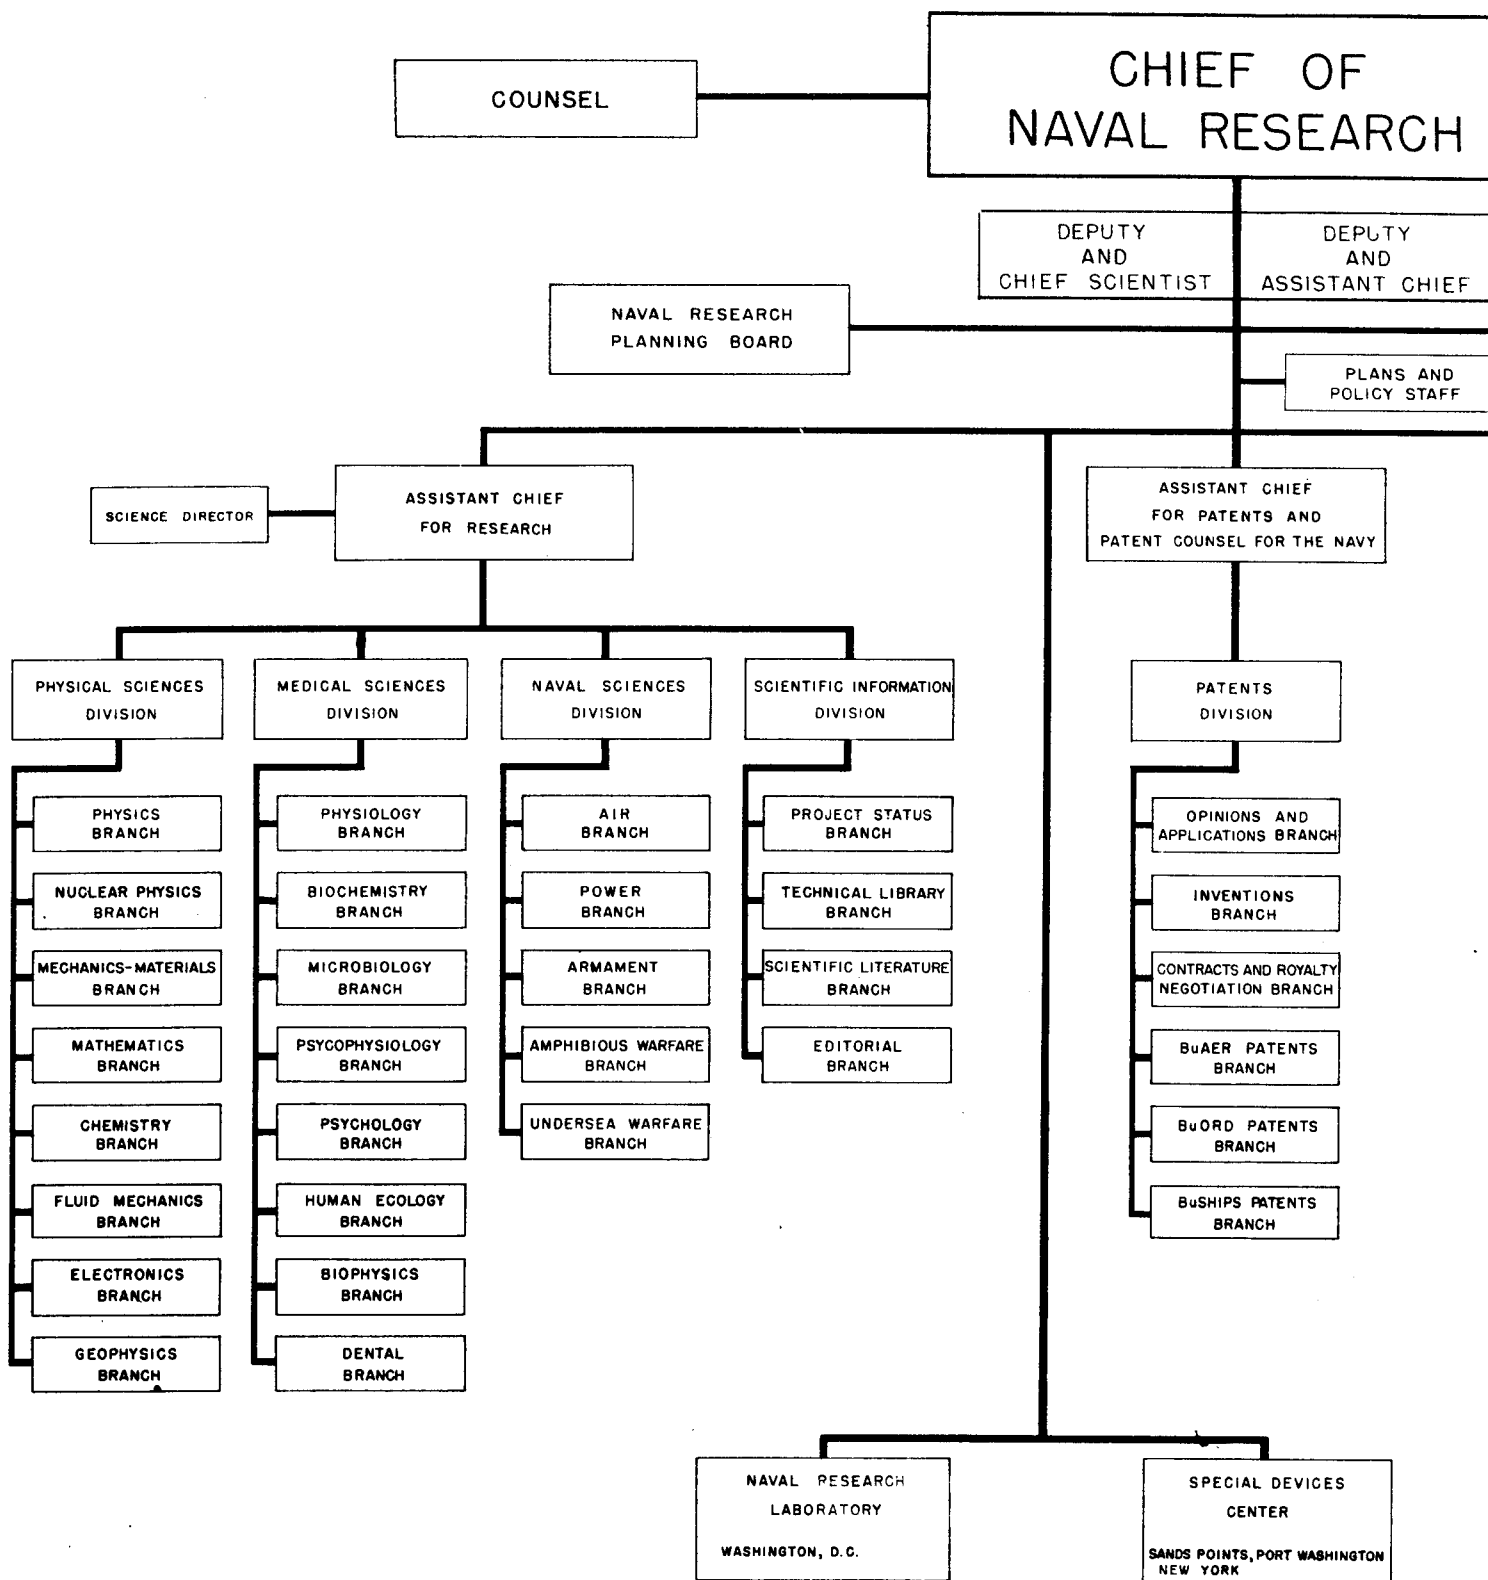 CHIEF OF
NAVAL RESEARCH
COUNSEL
DEPUTY
AND
CHIEF SCIENTIST
DEPUTY
AND
ASSISTANT CHIEF
NAVAL RESEARCH
PLANNING BOARD
PLANS AND
POLICY STAFF
SCIENCE DIRECTOR
ASSISTANT CHIEF
FOR RESEARCH
ASSISTANT CHIEF
FOR PATENTS AND
PATENT COUNSEL FOR THE NAVY
PHYSICAL SCIENCES
DIVISION
PHYSICS
BRANCH
NUCLEAR PHYSICS
BRANCH
MECHANICS-MATERIALS
BRANCH
MATHEMATICS
BRANCH
CHEMISTRY
BRANCH
FLUID MECHANICS
BRANCH
ELECTRONICS
BRANCH
GEOPHYSICS
BRANCH
MEDICAL SCIENCES
DIVISION
PHYSIOLOGY
BRANCH
BIOCHEMISTRY
BRANCH
MICROBIOLOGY
BRANCH
PSYCOPHYSIOLOGY
BRANCH
PSYCHOLOGY
BRANCH
HUMAN ECOLOGY
BRANCH
BIOPHYSICS
BRANCH
DENTAL
BRANCH
NAVAL SCIENCES
DIVISION
AIR
BRANCH
POWER
BRANCH
ARMAMENT
BRANCH
AMPHIBIOUS WARFARE
BRANCH
UNDERSEA WARFARE
BRANCH
SCIENTIFIC INFORMATION
DIVISION
PROJECT STATUS
BRANCH
TECHNICAL LIBRARY
BRANCH
SCIENTIFIC LITERATURE
BRANCH
EDITORIAL
BRANCH
PATENTS
DIVISION
OPINIONS AND
APPLICATIONS BRANCH
INVENTIONS
BRANCH
CONTRACTS AND ROYALTY
NEGOTIATION BRANCH
BuAER PATENTS
BRANCH
BuORD PATENTS
BRANCH
BuSHIPS PATENTS
BRANCH
NAVAL RESEARCH
LABORATORY
WASHINGTON, D.C.
SPECIAL DEVICES
CENTER
SANDS POINTS, PORT WASHINGTON
NEW YORK